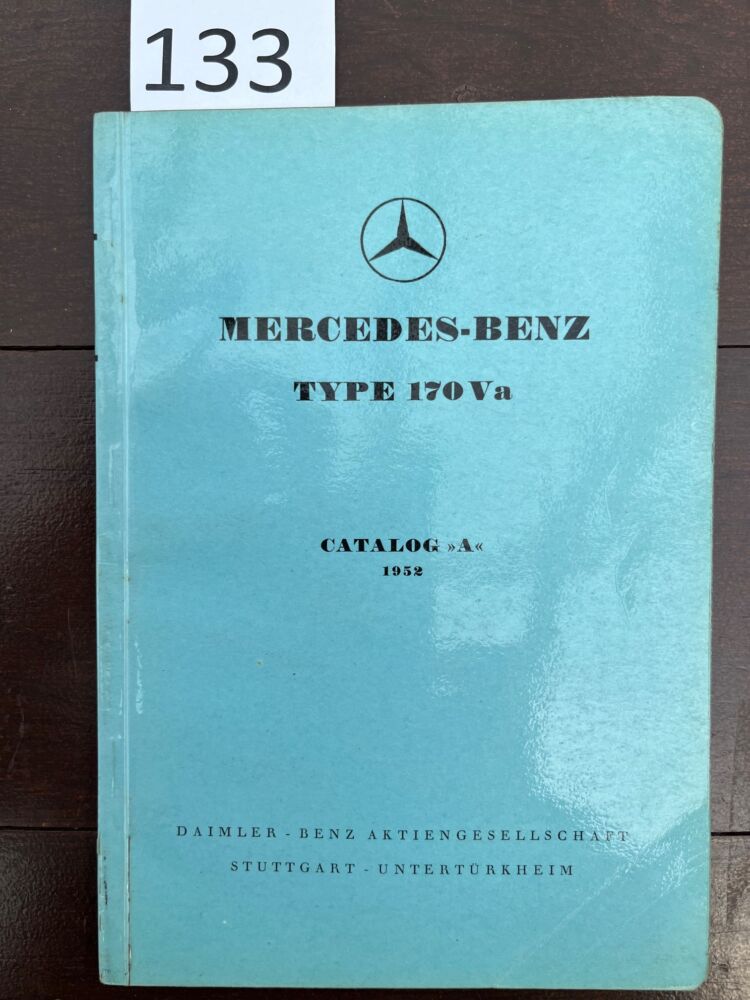 133
MERCEDES-BENZ
TYPE 170 Va
CATALOG »A«
1952
DAIMLER - BENZ AKTIENGESELLSCHAFT
STUTTGART - UNTERTÜRKHEIM